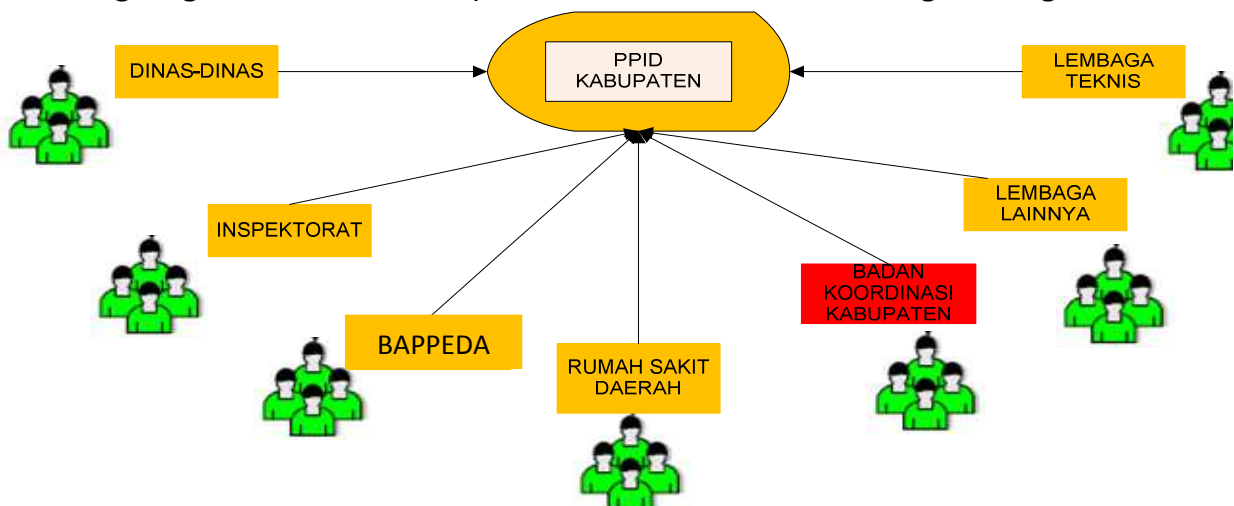 PPID
KABUPATEN
DINAS-DINAS
LEMBAGA
TEKNIS
INSPEKTORAT
LEMBAGA
LAINNYA
BADAN
KOORDINASI
KABUPATEN
BAPPEDA
RUMAH SAKIT
DAERAH